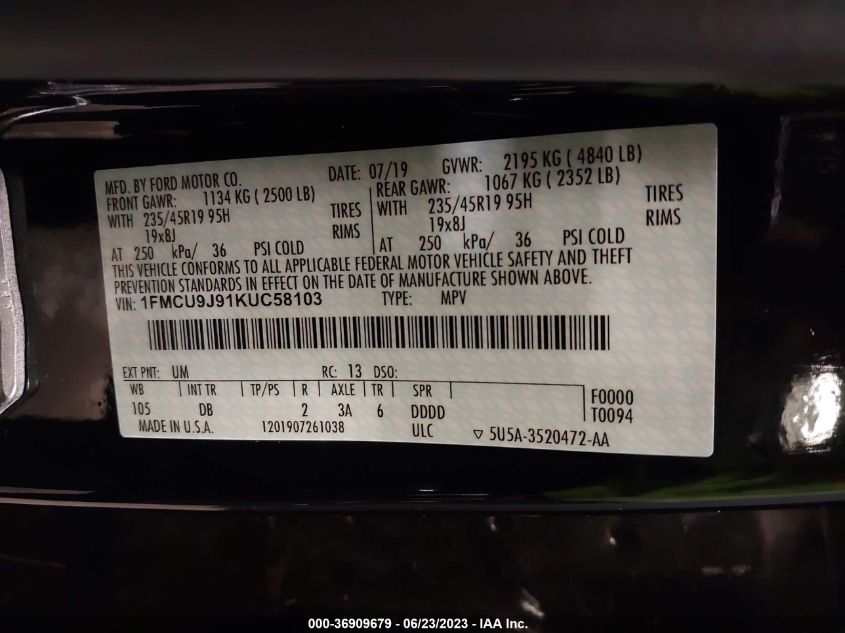 MFD. BY FORD MOTOR CO. DATE: 07/19 GVWR: 2195 KG ( 4840 LB)
FRONT GAWR: 1134 KG ( 2500 LB) REAR GAWR: 1067 KG ( 2352 LB)
WITH 235/45R19 95H TIRES WITH 235/45R19 95H TIRES
19x8J RIMS 19x8J RIMS
AT 250 kPa/ 36 PSI COLD AT 250 kPa/ 36 PSI COLD
THIS VEHICLE CONFORMS TO ALL APPLICABLE FEDERAL MOTOR VEHICLE SAFETY AND THEFT
PREVENTION STANDARDS IN EFFECT ON THE DATE OF MANUFACTURE SHOWN ABOVE.
VIN: 1FMCU9J91KUC58103 TYPE: MPV
EXT PNT: UM RC: 13 DSO:
WB INT TR TP/PS R AXLE TR SPR F0000
105 DB 2 3A 6 DDDD T0094
MADE IN U.S.A. 1201907261038 ULC ▽ 5U5A-3520472-AA
000-36909679 - 06/23/2023 - IAA Inc.